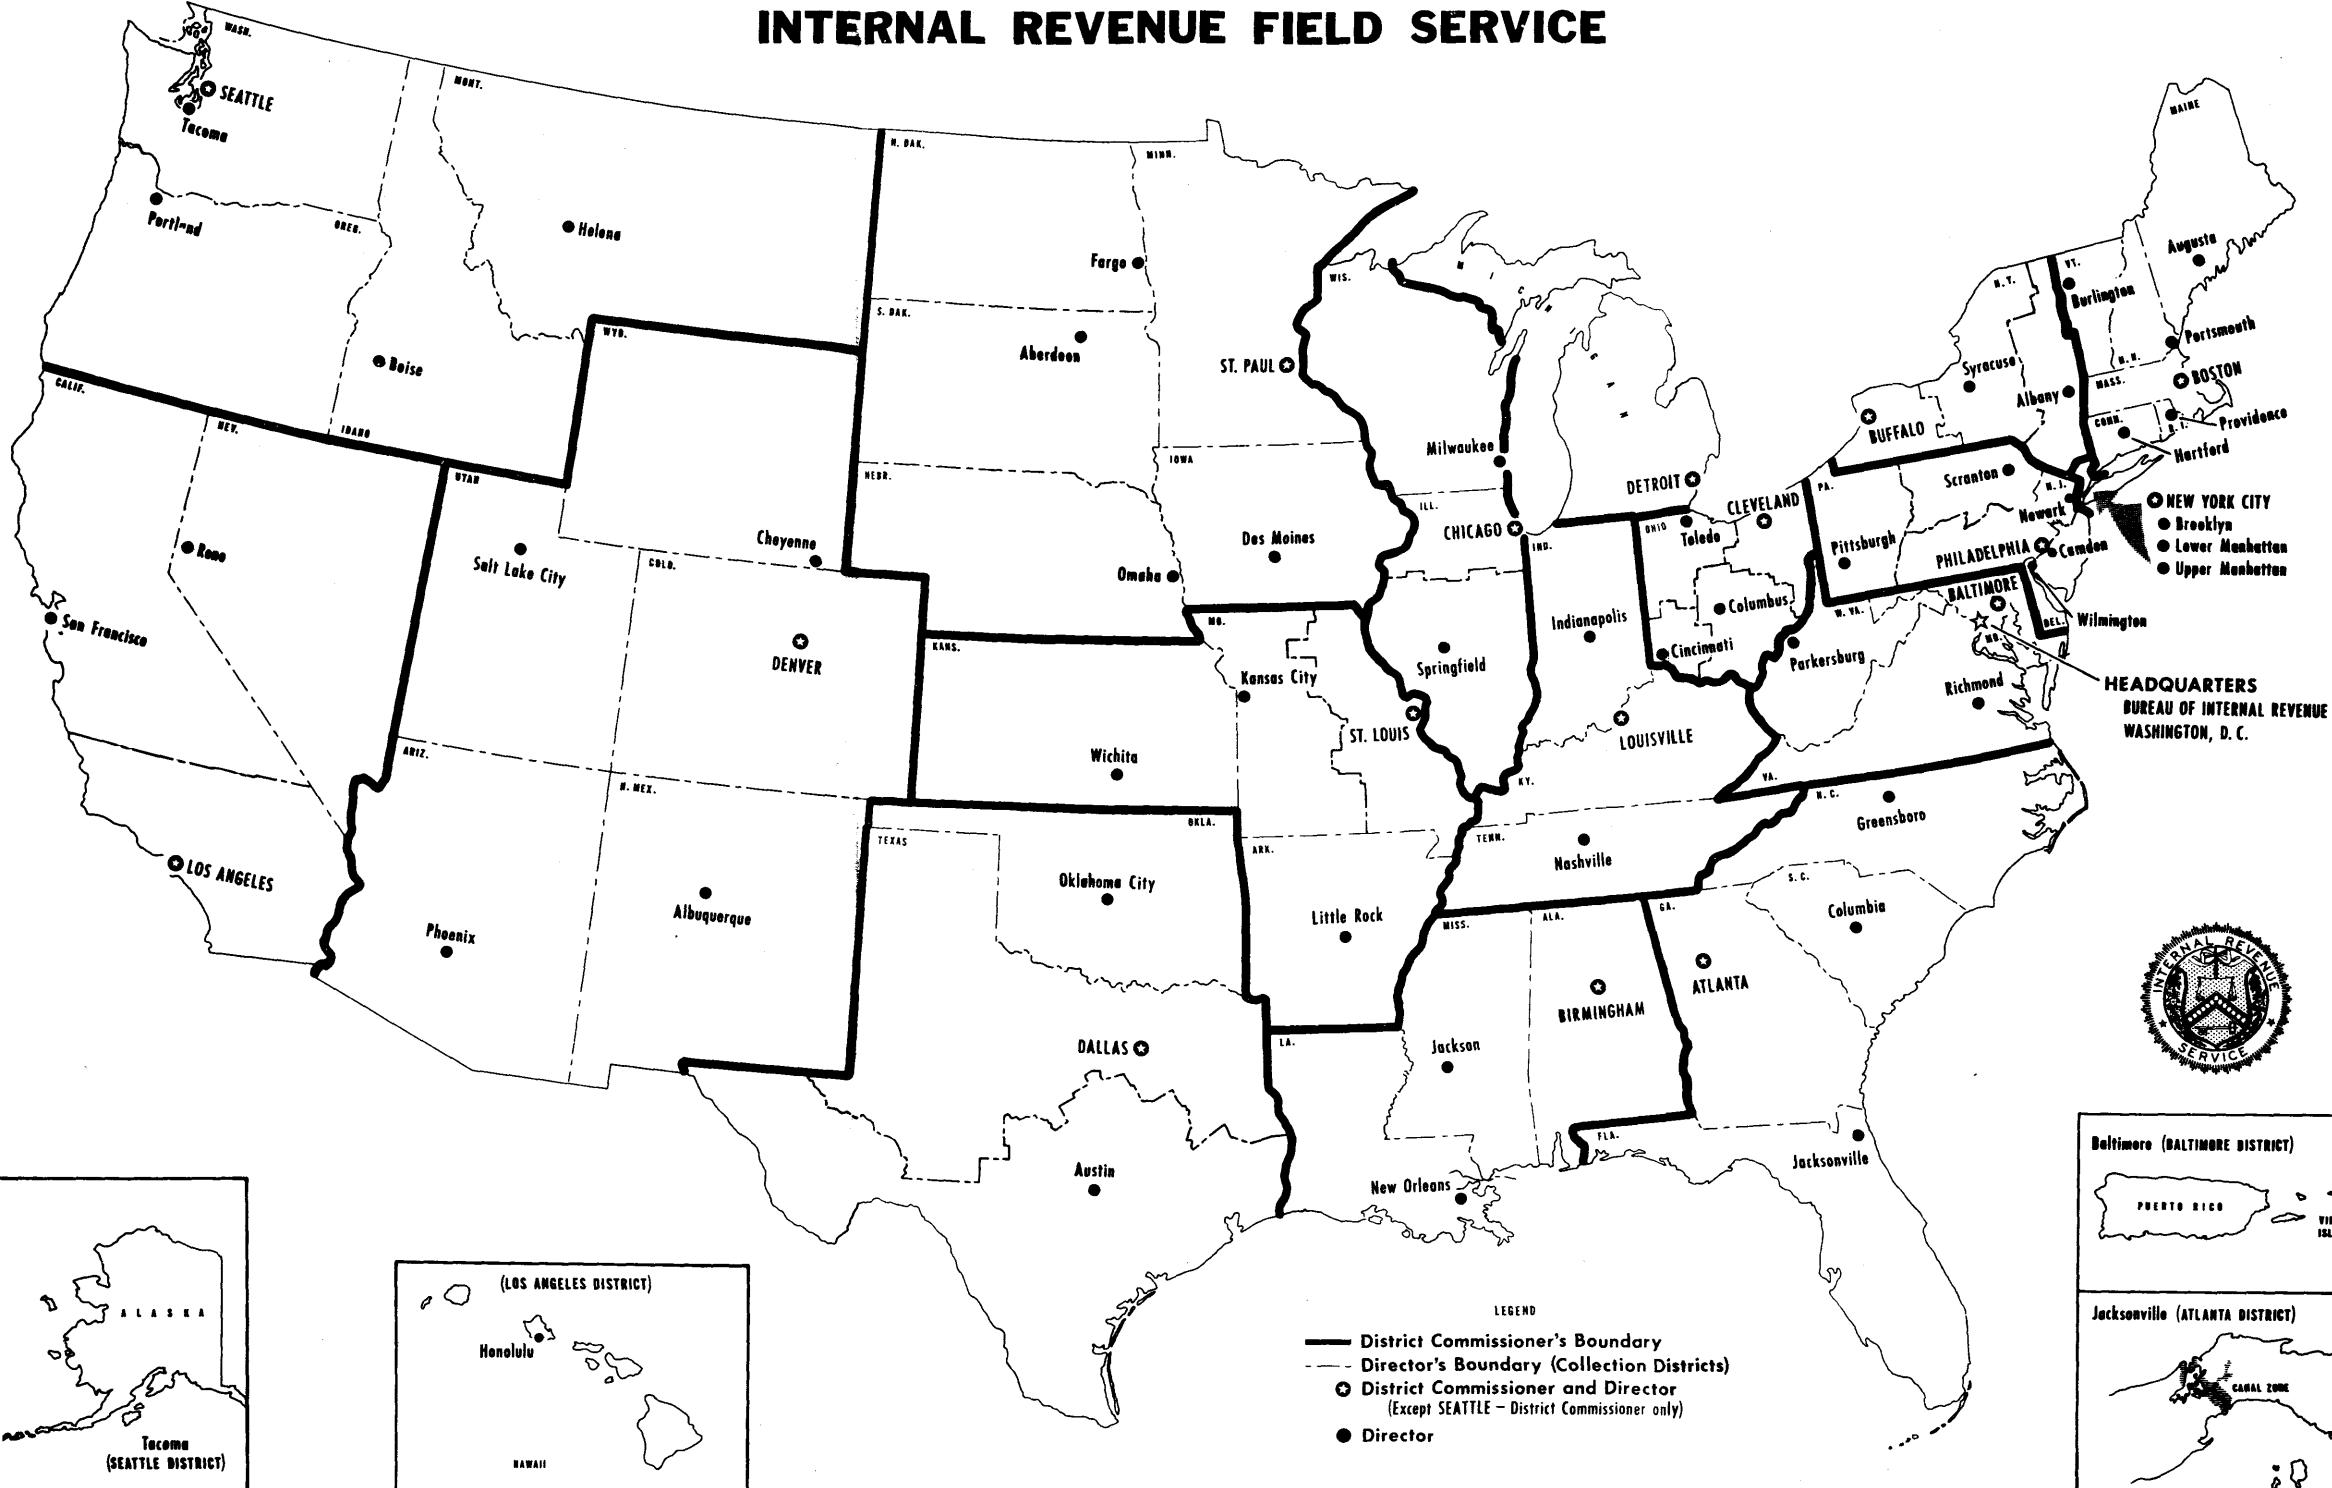 INTERNAL REVENUE FIELD SERVICE
WASH.
SEATTLE
Tacoma
MONT.
Portland
OREG.
Helena
Boise
IDAHO
WYO.
Cheyenne
CALIF.
NEV.
Reno
San Francisco
LOS ANGELES
UTAH
Salt Lake City
COLO.
DENVER
ARIZ.
Phoenix
N. MEX.
Albuquerque
N. DAK.
Fargo
S. DAK.
Aberdeen
NEBR.
Omaha
KANS.
Wichita
OKLA.
Oklahoma City
TEXAS
DALLAS
Austin
MINN.
ST. PAUL
IOWA
Des Moines
MO.
Kansas City
ST. LOUIS
ARK.
Little Rock
LA.
New Orleans
WIS.
Milwaukee
MICHIGAN
DETROIT
ILL.
CHICAGO
Springfield
IND.
Indianapolis
OHIO
Toledo
CLEVELAND
Columbus
Cincinnati
KY.
LOUISVILLE
TENN.
Nashville
MISS.
Jackson
ALA.
BIRMINGHAM
GA.
ATLANTA
FLA.
Jacksonville
S. C.
Columbia
N. C.
Greensboro
VA.
Richmond
W. VA.
Parkersburg
PA.
Pittsburgh
Scranton
PHILADELPHIA
Camden
N. J.
Newark
BALTIMORE
MD.
DEL.
Wilmington
N. Y.
BUFFALO
Syracuse
Albany
VT.
Burlington
MAINE
Augusta
N. H.
Portsmouth
MASS.
BOSTON
CONN.
R. I.
Providence
Hartford
NEW YORK CITY
Brooklyn
Lower Manhattan
Upper Manhattan
HEADQUARTERS
BUREAU OF INTERNAL REVENUE
WASHINGTON, D. C.
INTERNAL REVENUE
SERVICE
ALASKA
Tacoma
(SEATTLE DISTRICT)
(LOS ANGELES DISTRICT)
Honolulu
HAWAII
LEGEND
District Commissioner's Boundary
Director's Boundary (Collection Districts)
District Commissioner and Director
(Except SEATTLE – District Commissioner only)
Director
Baltimore (BALTIMORE DISTRICT)
PUERTO RICO
Jacksonville (ATLANTA DISTRICT)
CANAL ZONE